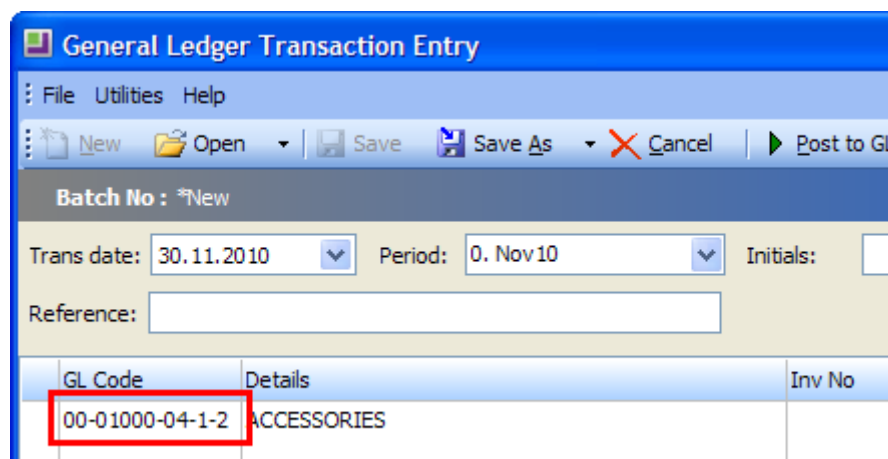 General Ledger Transaction Entry
File Utilities Help
New Open Save Save As Cancel Post to GL
Batch No : *New
Trans date: 30.11.2010 Period: 0. Nov10 Initials:
Reference:
GL Code Details Inv No
00-01000-04-1-2 ACCESSORIES